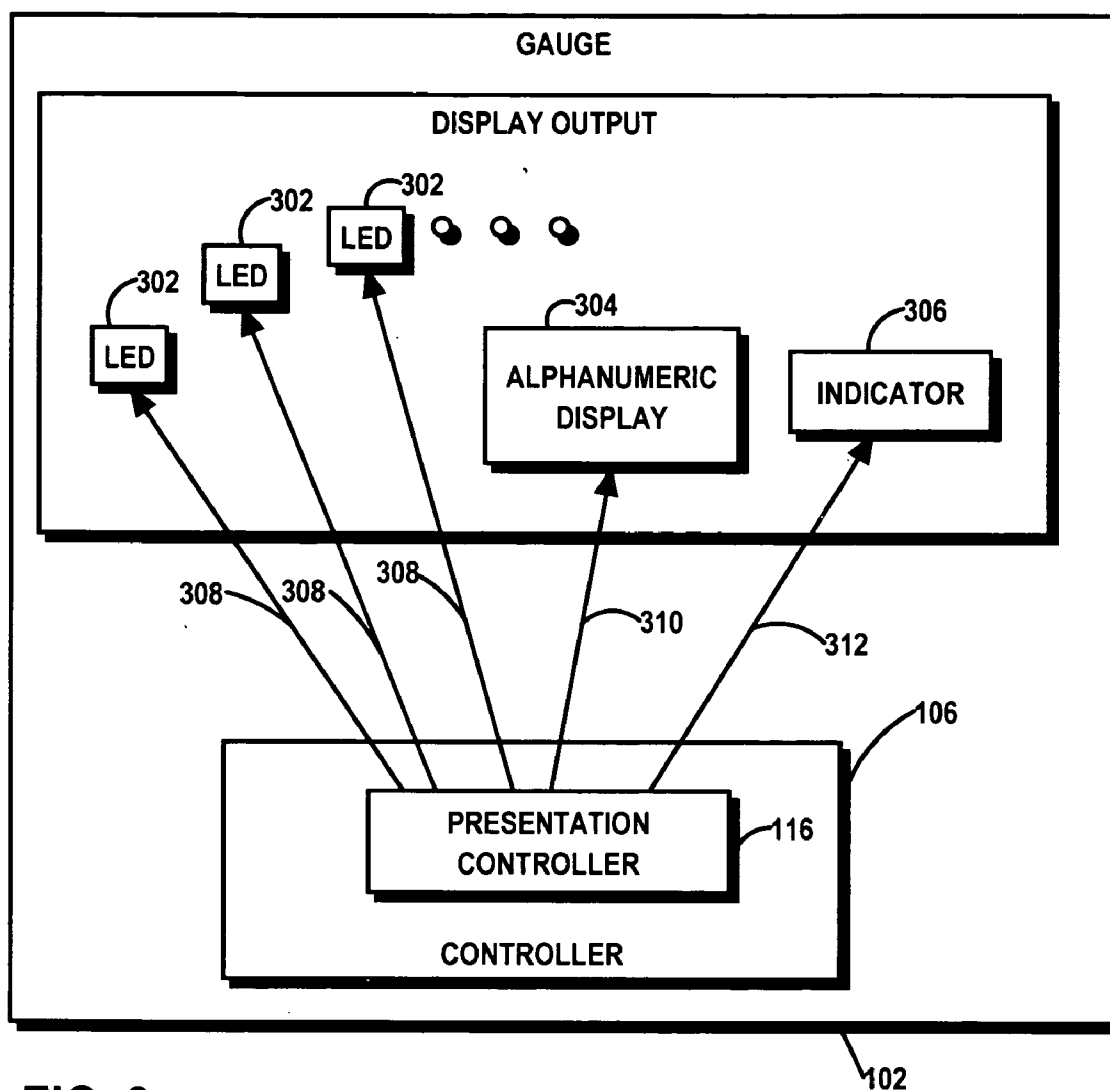 GAUGE
DISPLAY OUTPUT
302
302
302
LED
LED
LED
304
306
ALPHANUMERIC
DISPLAY
INDICATOR
308
308
308
310
312
106
PRESENTATION
CONTROLLER
116
CONTROLLER
102